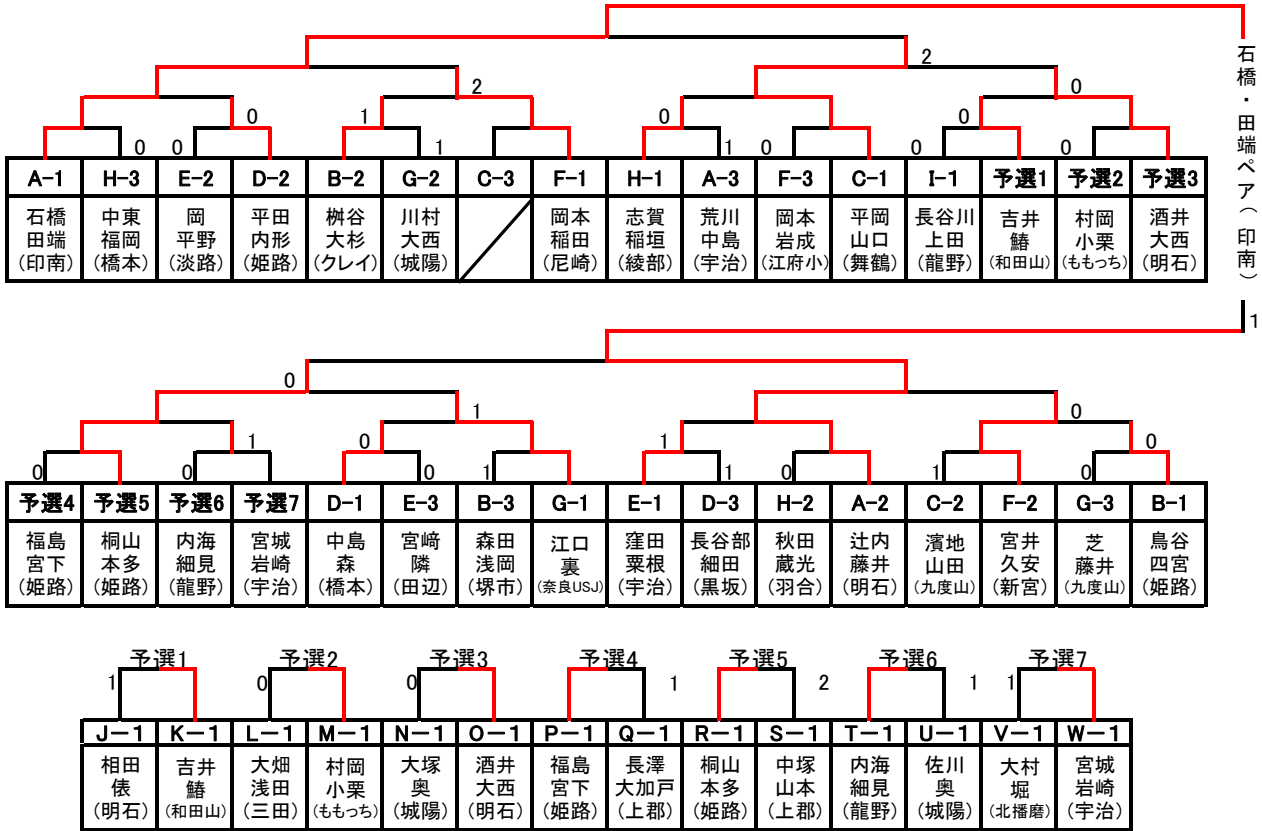 2
2
0
0
1
0
0
0
0
0
1
1
0
0
0
A-1 H-3 E-2 D-2 B-2 G-2 C-3 F-1 H-1 A-3 F-3 C-1 I-1 予選1 予選2 予選3
石橋 中東 岡 平田 桝谷 川村 岡本 志賀 荒川 岡本 平岡 長谷川 吉井 村岡 酒井
田端 福岡 平野 内形 大杉 大西 稲田 稲垣 中島 岩成 山口 上田 鰆 小栗 大西
(印南) (橋本) (淡路) (姫路) (クレイ) (城陽) (尼崎) (綾部) (宇治) (江府小) (舞鶴) (龍野) (和田山) (ももっち) (明石)
石橋・田端ペア(印南)
1
0
1
0
1
0
1
0
0
0
0
1
1
0
1
0
予選4 予選5 予選6 予選7 D-1 E-3 B-3 G-1 E-1 D-3 H-2 A-2 C-2 F-2 G-3 B-1
福島 桐山 内海 宮城 中島 宮﨑 森田 江口 窪田 長谷部 秋田 辻内 濱地 宮井 芝 鳥谷
宮下 本多 細見 岩崎 森 隣 浅岡 裏 粟根 細田 蔵光 藤井 山田 久安 藤井 四宮
(姫路) (姫路) (龍野) (宇治) (橋本) (田辺) (堺市) (奈良USJ) (宇治) (黒坂) (羽合) (明石) (九度山) (新宮) (九度山) (姫路)
予選1 予選2 予選3 予選4 予選5 予選6 予選7
1 0 0 1 2 1 1
J-1 K-1 L-1 M-1 N-1 O-1 P-1 Q-1 R-1 S-1 T-1 U-1 V-1 W-1
相田 吉井 大畑 村岡 大塚 酒井 福島 長澤 桐山 中塚 内海 佐川 大村 宮城
俵 鰆 浅田 小栗 奥 大西 宮下 大加戸 本多 山本 細見 奥 堀 岩崎
(明石) (和田山) (三田) (ももっち) (城陽) (明石) (姫路) (上郡) (姫路) (上郡) (龍野) (城陽) (北播磨) (宇治)